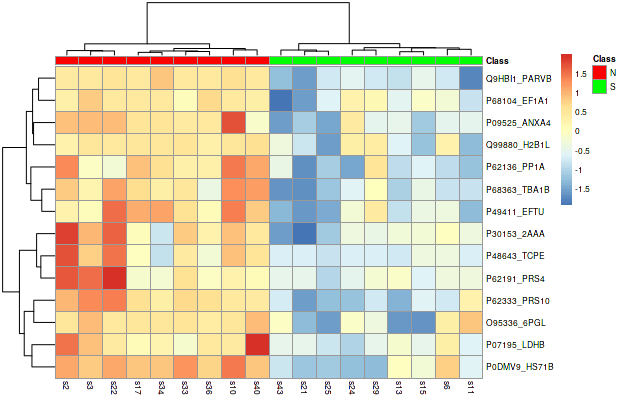 Class
Q9HBI1_PARVB
P68104_EF1A1
P09525_ANXA4
Q99880_H2B1L
P62136_PP1A
P68363_TBA1B
P49411_EFTU
P30153_2AAA
P48643_TCPE
P62191_PRS4
P62333_PRS10
O95336_6PGL
P07195_LDHB
P0DMV9_HS71B
s2 s3 s22 s17 s34 s33 s36 s10 s40 s43 s21 s25 s24 s29 s13 s15 s6 s11
1.5
1
0.5
0
-0.5
-1
-1.5
Class
N
S